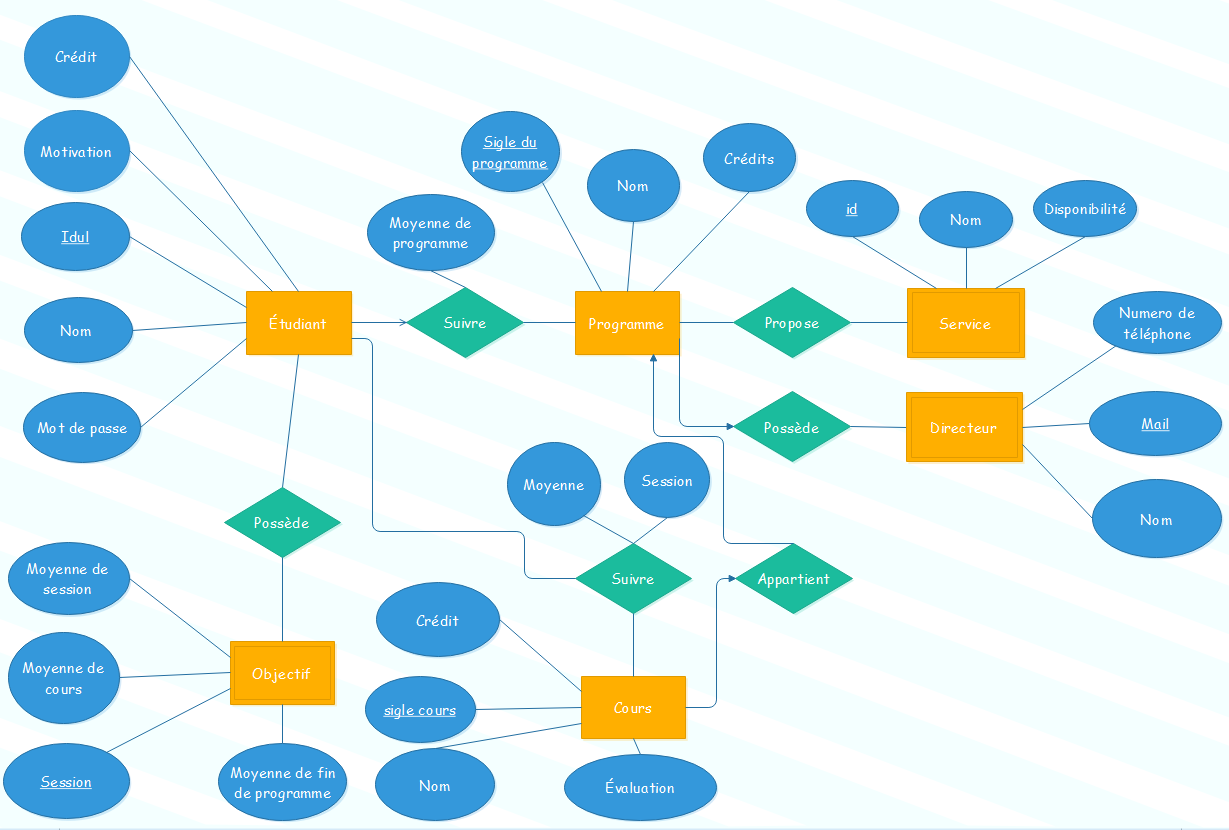 Crédit
Motivation
Idul
Nom
Mot de passe
Étudiant
Moyenne de
programme
Suivre
Sigle du
programme
Nom
Crédits
Programme
Propose
id
Nom
Disponibilité
Service
Numero de
téléphone
Possède
Directeur
Mail
Nom
Possède
Moyenne
Session
Suivre
Appartient
Moyenne de
session
Moyenne de
cours
Session
Objectif
Moyenne de fin
de programme
Crédit
sigle cours
Nom
Cours
Évaluation